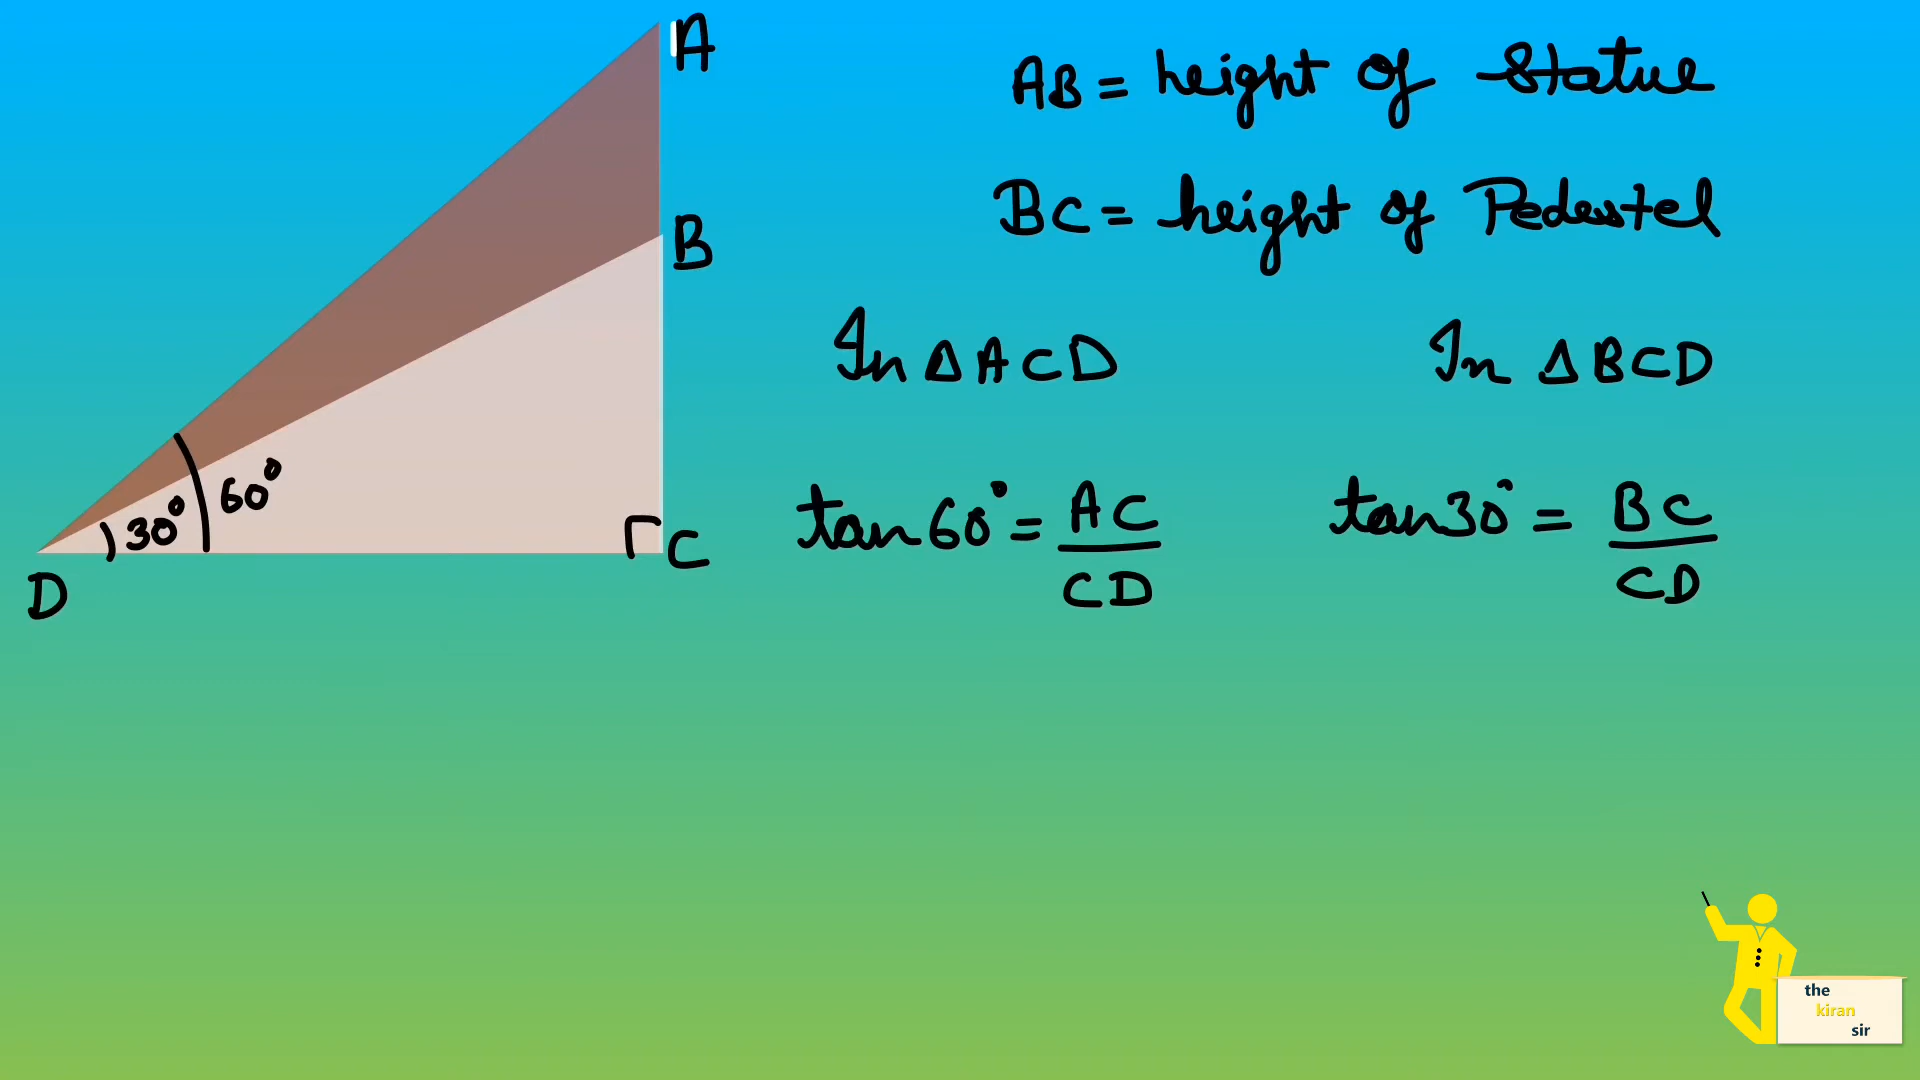 A
AB = height of Statue
B
BC = height of Pedestel
In ΔACD
In ΔBCD
30° 60°
C
D
tan60° = AC/CD
tan30° = BC/CD
the
kiran
sir